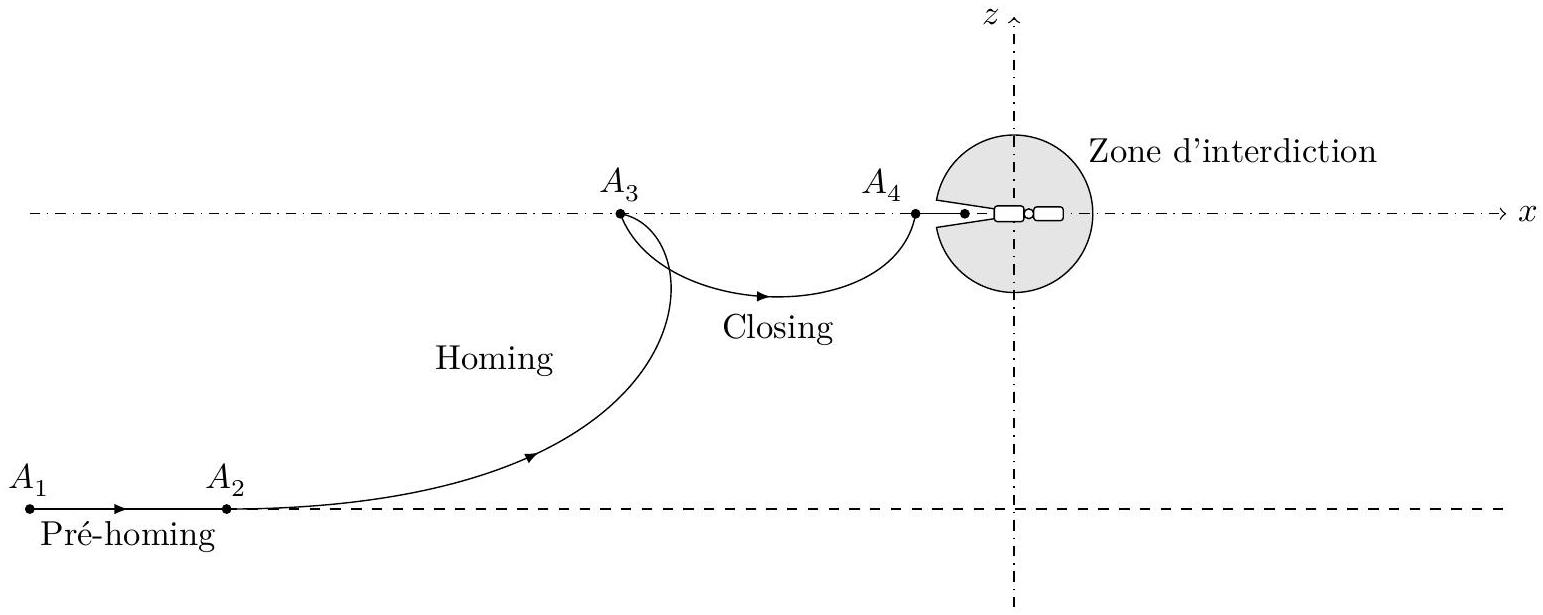 z
Zone d'interdiction
A₃
A₄
x
Closing
Homing
A₁
A₂
Pré-homing